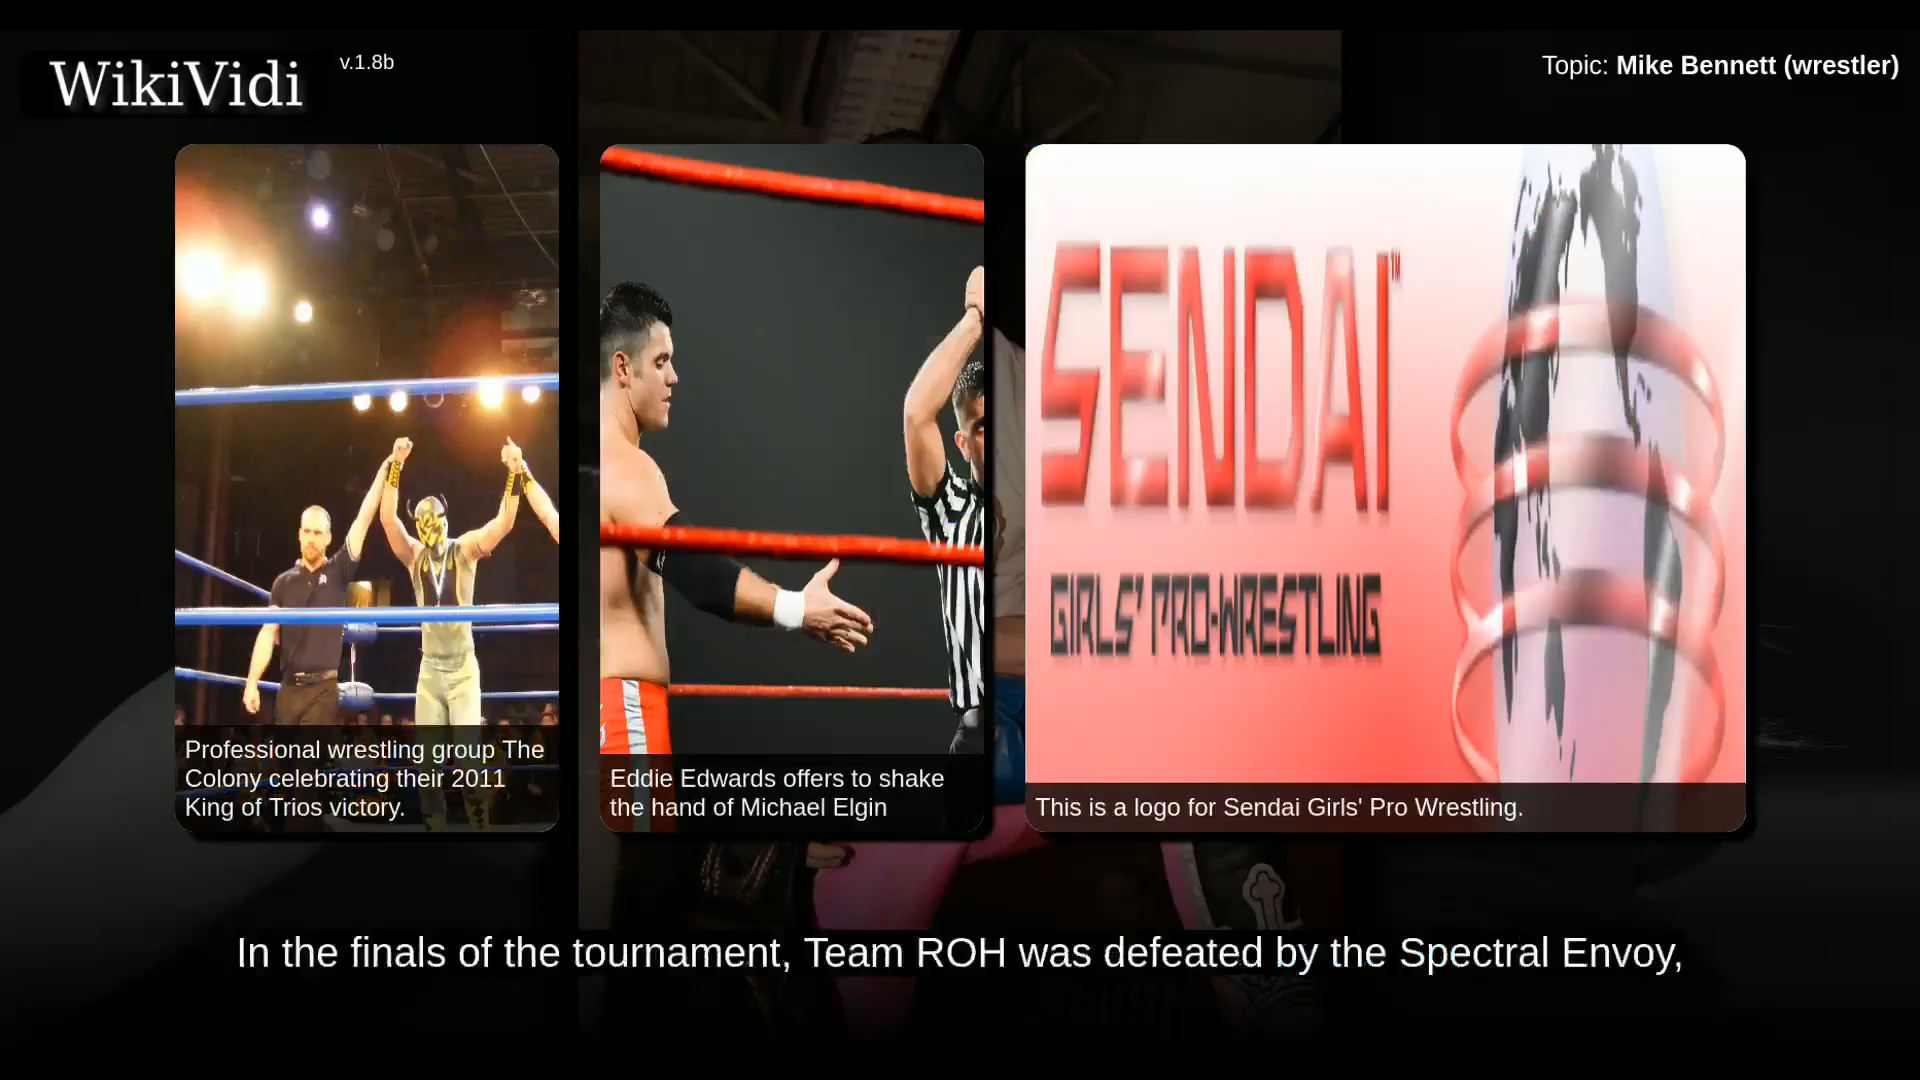 WikiVidi
v.1.8b
Topic: Mike Bennett (wrestler)
SENDAI™
GIRLS' PRO-WRESTLING
Professional wrestling group The
Colony celebrating their 2011
King of Trios victory.
Eddie Edwards offers to shake
the hand of Michael Elgin
This is a logo for Sendai Girls' Pro Wrestling.
In the finals of the tournament, Team ROH was defeated by the Spectral Envoy,